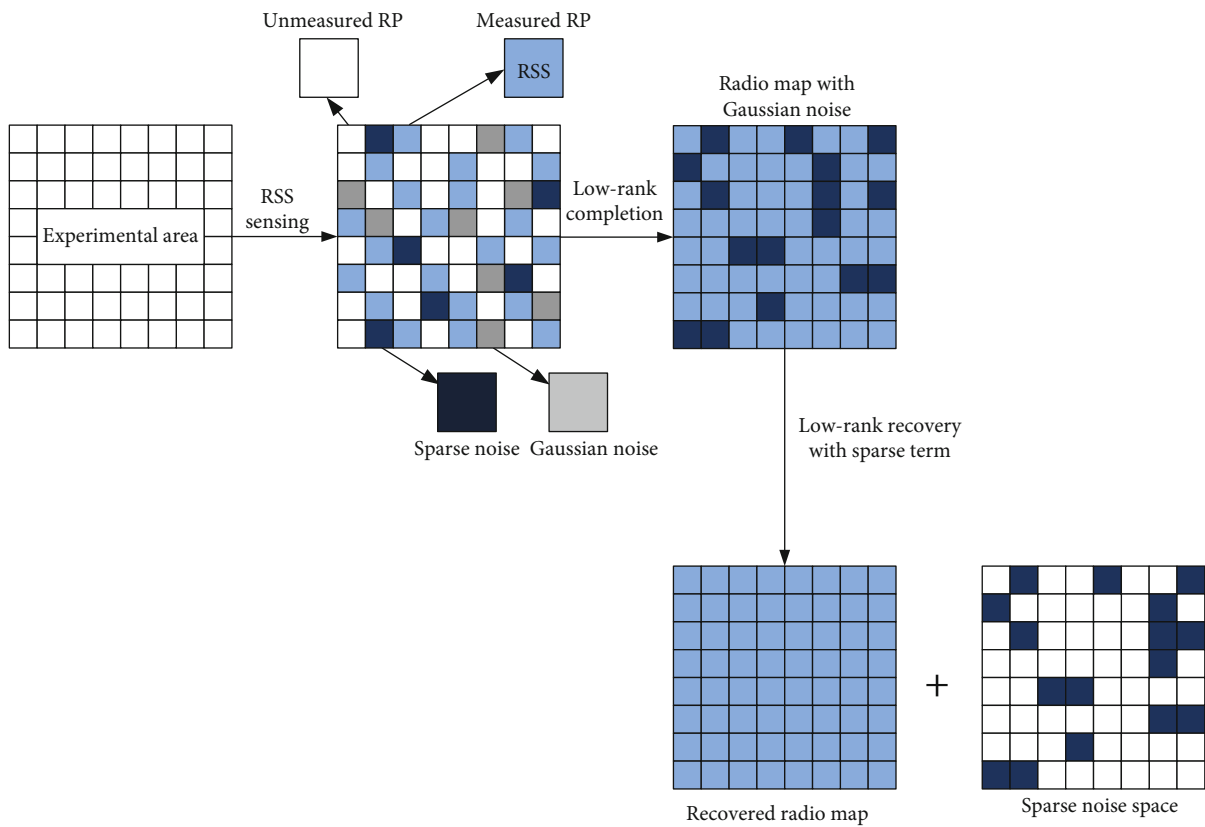 Unmeasured RP
Measured RP
RSS
Radio map with
Gaussian noise
Experimental area
RSS
sensing
Low-rank
completion
Sparse noise
Gaussian noise
Low-rank recovery
with sparse term
+
Recovered radio map
Sparse noise space